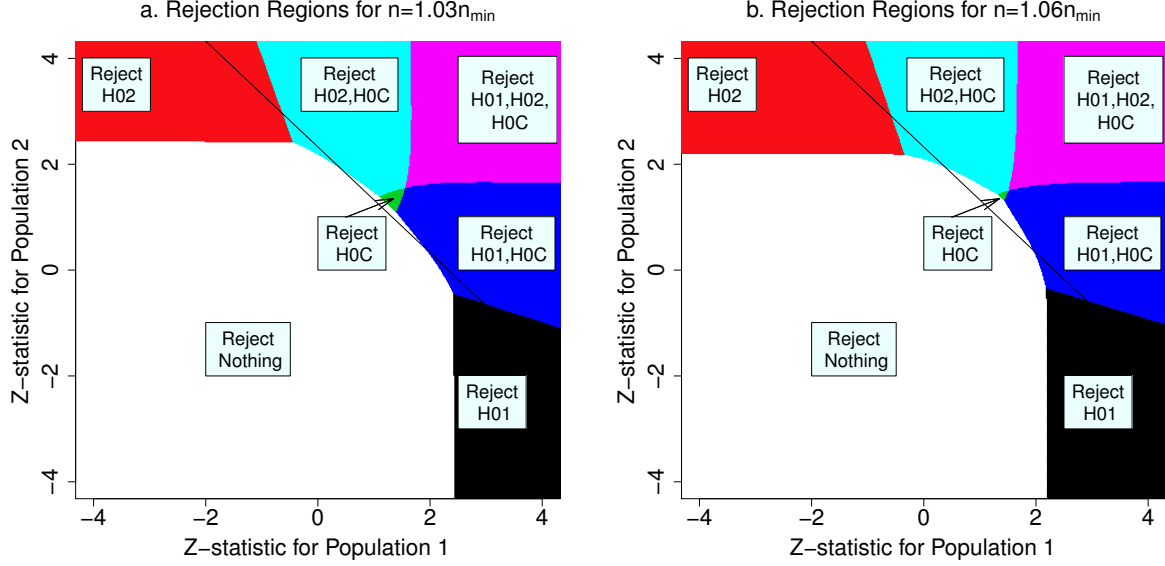 a. Rejection Regions for n=1.03nmin
Z−statistic for Population 2
4
2
0
−2
−4
Reject
H02
Reject
H02,H0C
Reject
H01,H02,
H0C
Reject
H0C
Reject
H01,H0C
Reject
Nothing
Reject
H01
−4
−2
0
2
4
Z−statistic for Population 1
b. Rejection Regions for n=1.06nmin
Z−statistic for Population 2
4
2
0
−2
−4
Reject
H02
Reject
H02,H0C
Reject
H01,H02,
H0C
Reject
H0C
Reject
H01,H0C
Reject
Nothing
Reject
H01
−4
−2
0
2
4
Z−statistic for Population 1